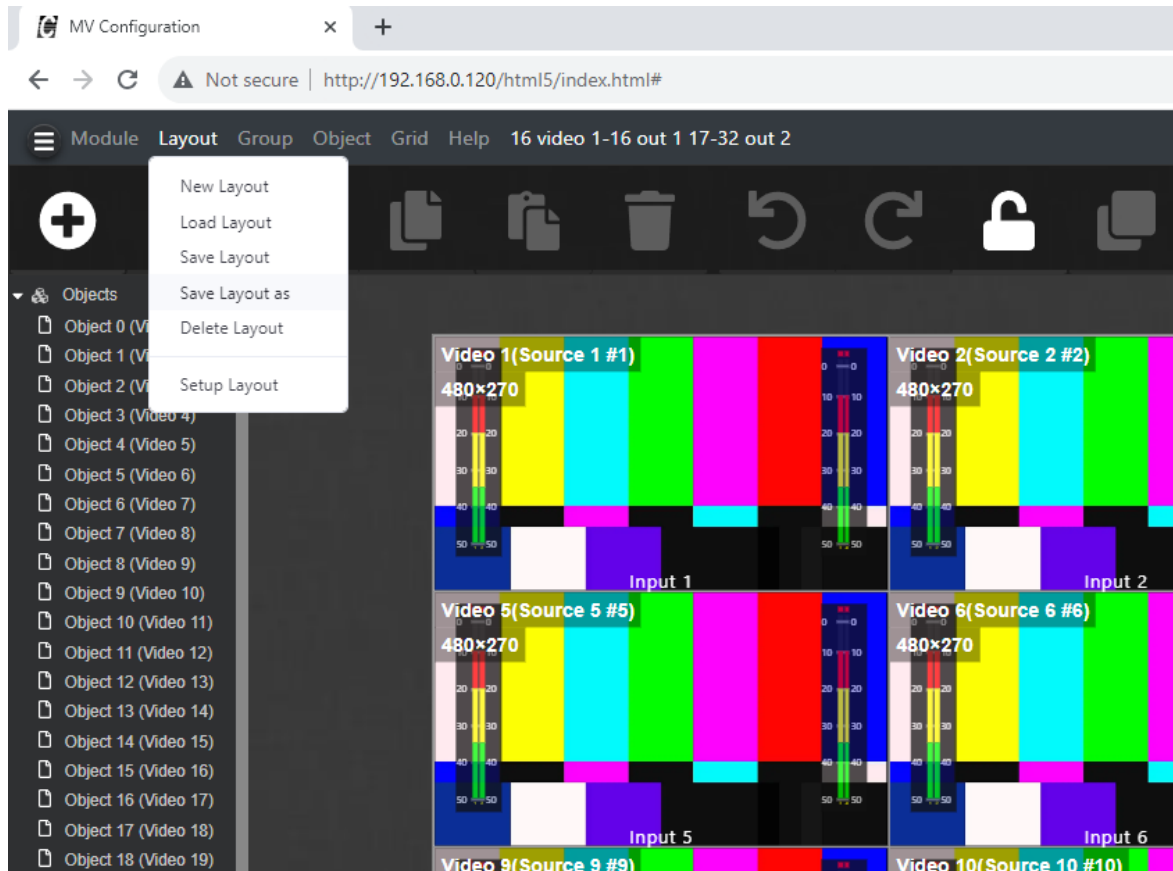 MV Configuration
Not secure | http://192.168.0.120/html5/index.html#
Module Layout Group Object Grid Help 16 video 1-16 out 1 17-32 out 2
New Layout
Load Layout
Save Layout
Save Layout as
Delete Layout
Setup Layout
Objects
Object 0 (Vi
Object 1 (Vi
Object 2 (Vi
Object 3 (Video 4)
Object 4 (Video 5)
Object 5 (Video 6)
Object 6 (Video 7)
Object 7 (Video 8)
Object 8 (Video 9)
Object 9 (Video 10)
Object 10 (Video 11)
Object 11 (Video 12)
Object 12 (Video 13)
Object 13 (Video 14)
Object 14 (Video 15)
Object 15 (Video 16)
Object 16 (Video 17)
Object 17 (Video 18)
Object 18 (Video 19)
Video 1(Source 1 #1)
480×270
Input 1
Video 2(Source 2 #2)
480×270
Input 2
Video 5(Source 5 #5)
480×270
Input 5
Video 6(Source 6 #6)
480×270
Input 6
Video 9(Source 9 #9)
Video 10(Source 10 #10)